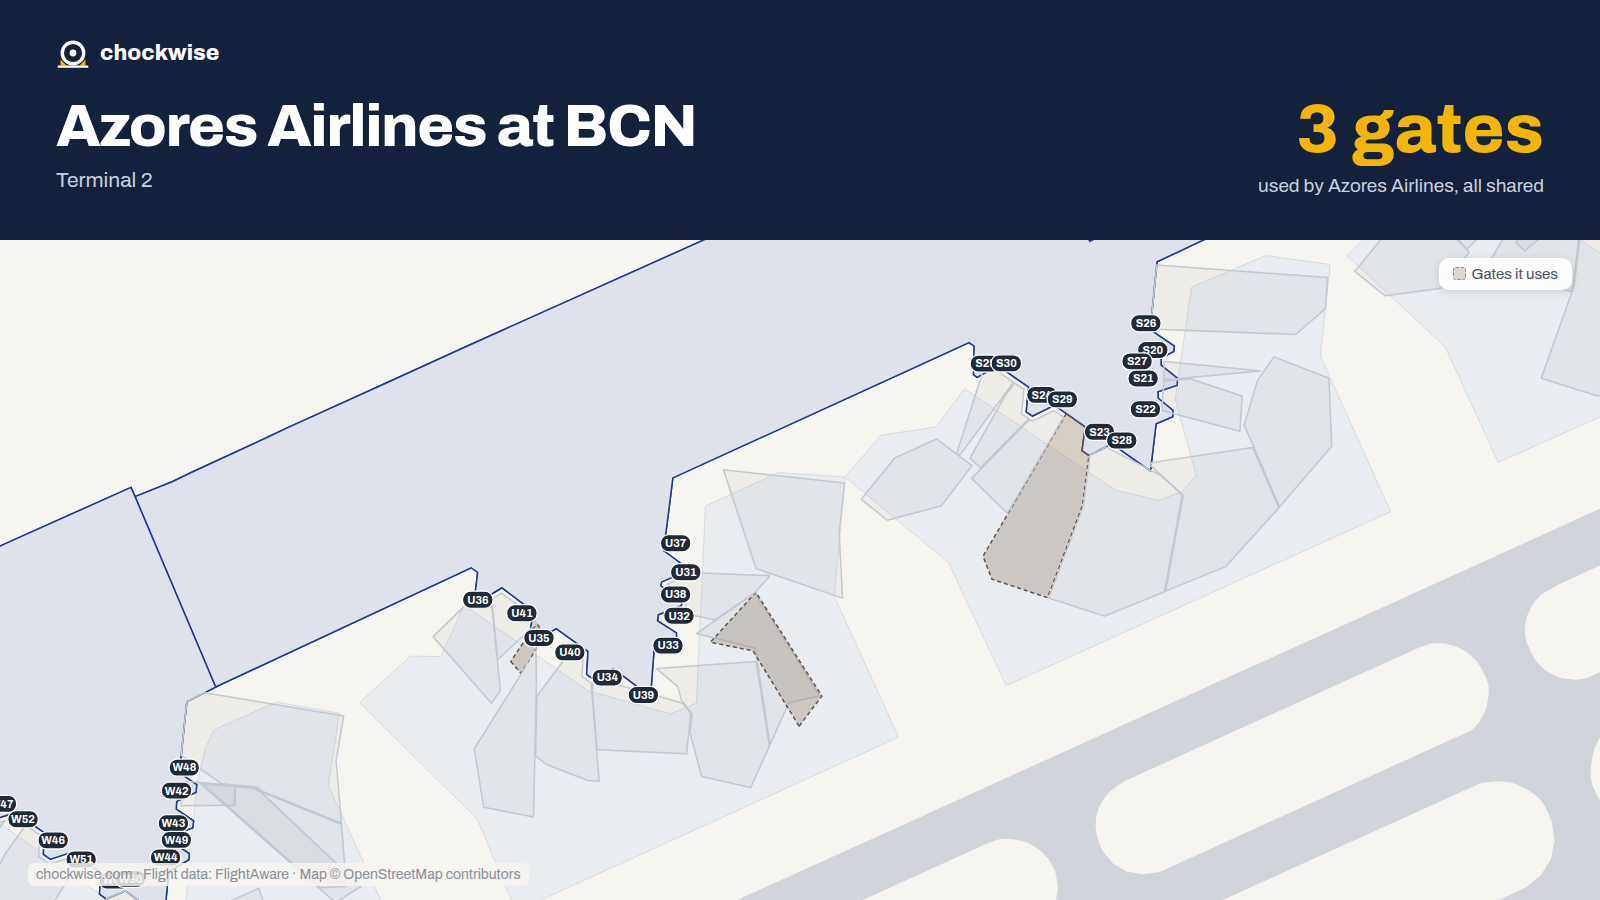 chockwise
Azores Airlines at BCN
Terminal 2
3 gates
used by Azores Airlines, all shared
Gates it uses
S26
S20
S27
S21
S22
S30
S29
S23
S28
U37
U31
U38
U32
U33
U36
U41
U35
U40
U34
U39
W48
W42
W43
W49
W44
47
W52
W46
W51
chockwise.com · Flight data: FlightAware · Map © OpenStreetMap contributors